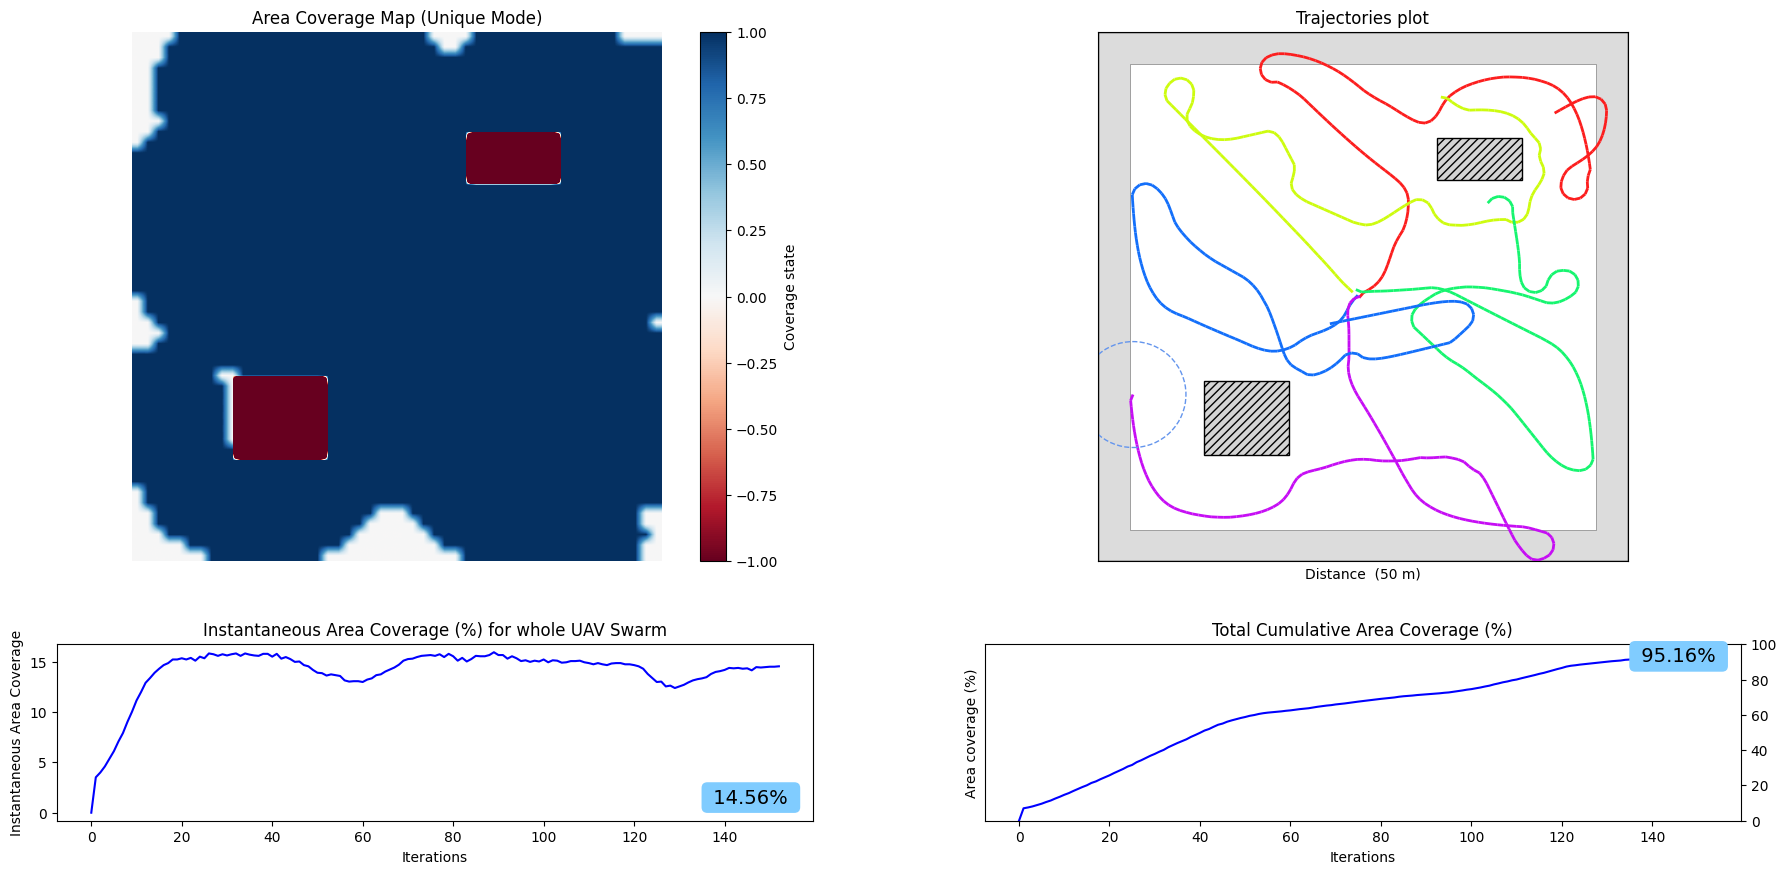 Area Coverage Map (Unique Mode)
1.00
0.75
0.50
0.25
0.00
−0.25
−0.50
−0.75
−1.00
Coverage state
Trajectories plot
Distance  (50 m)
Instantaneous Area Coverage (%) for whole UAV Swarm
Instantaneous Area Coverage
15
10
5
0
14.56%
0 20 40 60 80 100 120 140
Iterations
Total Cumulative Area Coverage (%)
Area coverage (%)
95.16%
100
80
60
40
20
0
0 20 40 60 80 100 120 140
Iterations